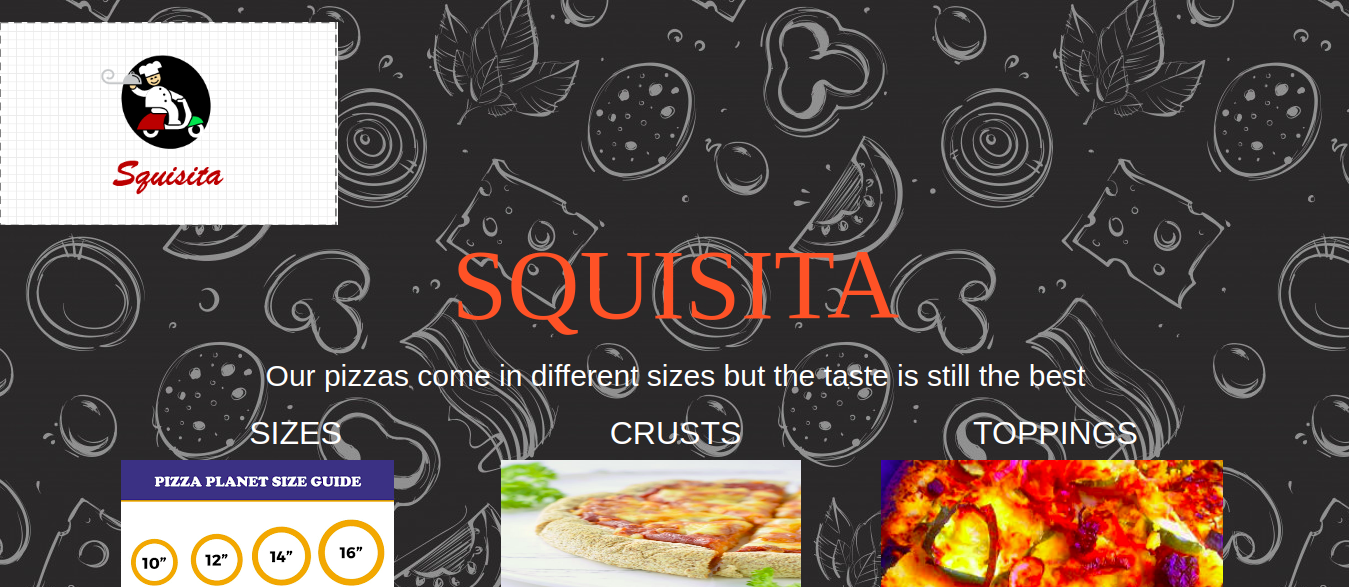 Squisita
SQUISITA
Our pizzas come in different sizes but the taste is still the best
SIZES
CRUSTS
TOPPINGS
PIZZA PLANET SIZE GUIDE
10” 12” 14” 16”